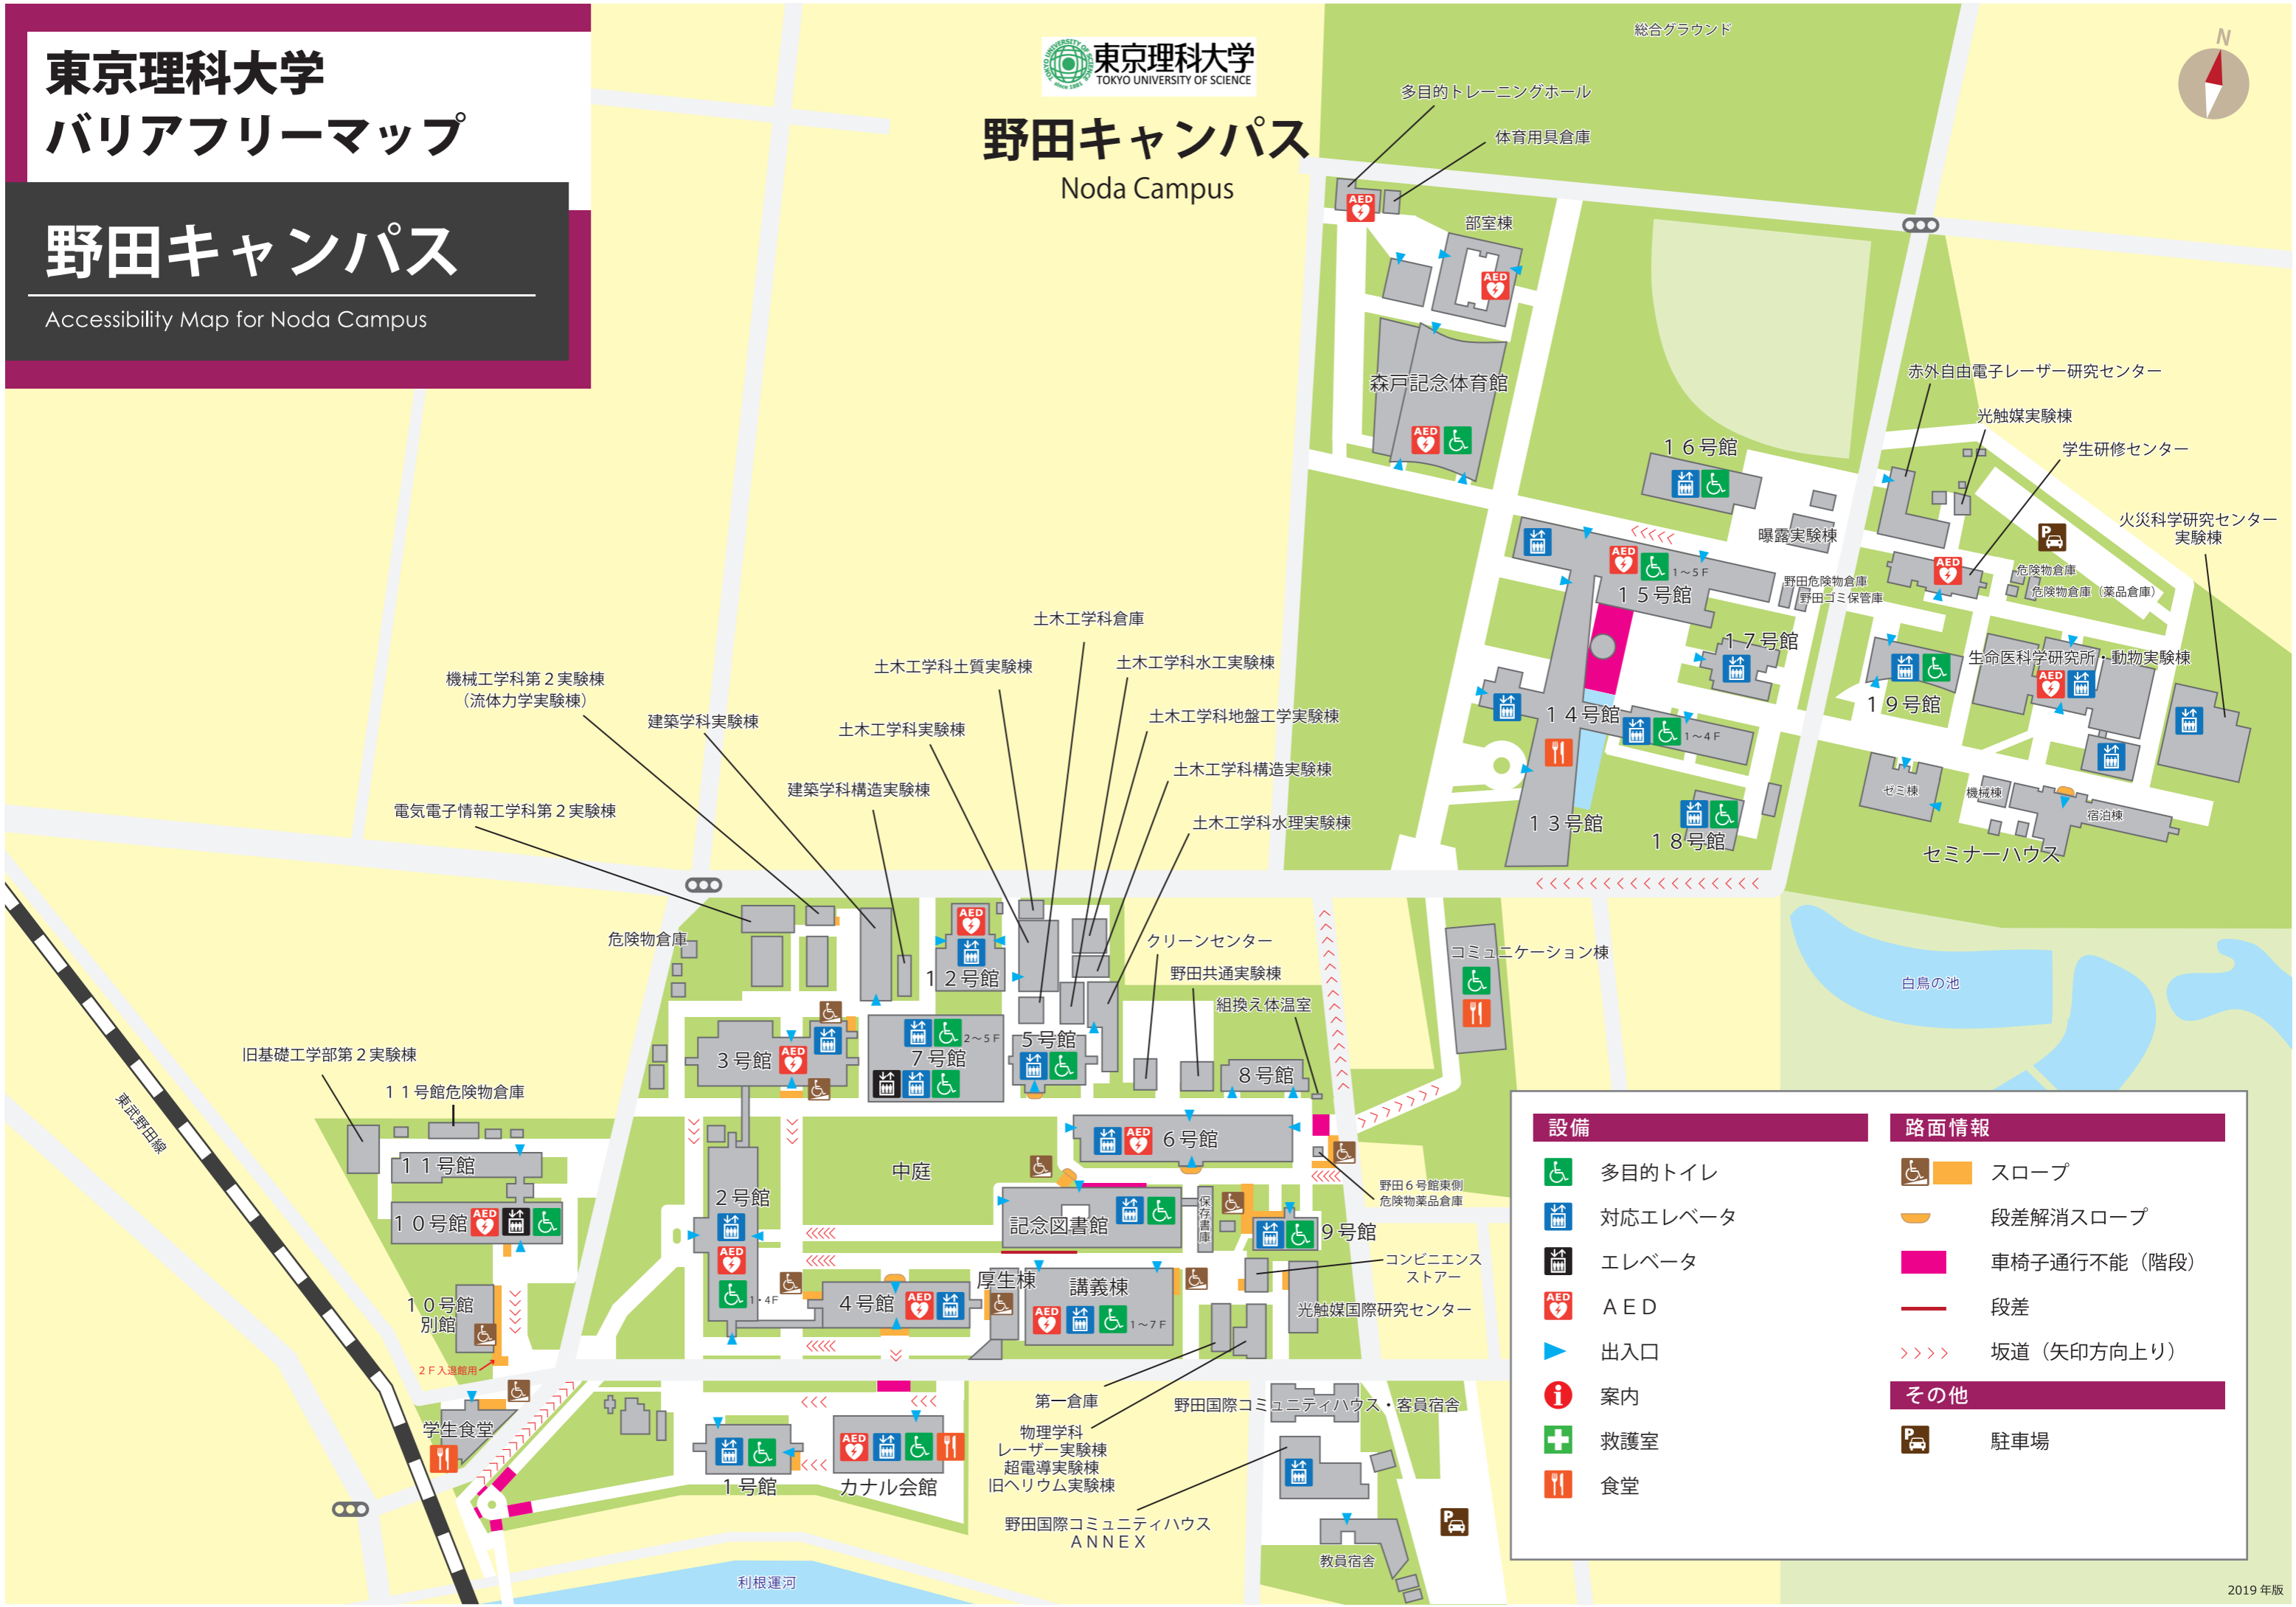 東京理科大学
バリアフリーマップ
野田キャンパス
Accessibility Map for Noda Campus
TOKYO UNIVERSITY OF SCIENCE
since 1881
東京理科大学
TOKYO UNIVERSITY OF SCIENCE
野田キャンパス
Noda Campus
N
総合グラウンド
多目的トレーニングホール
体育用具倉庫
AED
部室棟
AED
森戸記念体育館
AED
赤外自由電子レーザー研究センター
光触媒実験棟
学生研修センター
火災科学研究センター
実験棟
P
１６号館
曝露実験棟
AED
1～5F
１５号館
野田危険物倉庫
野田ゴミ保管庫
AED
危険物倉庫
危険物倉庫（薬品倉庫）
１７号館
生命医科学研究所・動物実験棟
AED
１９号館
１４号館
1～4F
１３号館
１８号館
ゼミ棟
機械棟
宿泊棟
セミナーハウス
土木工学科倉庫
土木工学科土質実験棟
土木工学科水工実験棟
機械工学科第２実験棟
（流体力学実験棟）
建築学科実験棟
土木工学科実験棟
土木工学科地盤工学実験棟
土木工学科構造実験棟
建築学科構造実験棟
電気電子情報工学科第２実験棟
土木工学科水理実験棟
危険物倉庫
AED
１２号館
クリーンセンター
野田共通実験棟
組換え体温室
コミュニケーション棟
白鳥の池
旧基礎工学部第２実験棟
１１号館危険物倉庫
東武野田線
３号館
AED
2～5F
７号館
５号館
８号館
１１号館
１０号館
AED
中庭
AED
６号館
野田６号館東側
危険物薬品倉庫
２号館
AED
1・4F
記念図書館
保存書庫
９号館
コンビニエンス
ストアー
１０号館
別館
2F入退館用
４号館
AED
厚生棟
講義棟
AED
1～7F
光触媒国際研究センター
学生食堂
第一倉庫
物理学科
レーザー実験棟
超電導実験棟
旧ヘリウム実験棟
野田国際コミュニティハウス・客員宿舎
１号館
AED
カナル会館
野田国際コミュニティハウス
ＡＮＮＥＸ
P
教員宿舎
利根運河
設備
多目的トイレ
対応エレベータ
エレベータ
AED
ＡＥＤ
出入口
案内
救護室
食堂
路面情報
スロープ
段差解消スロープ
車椅子通行不能（階段）
段差
坂道（矢印方向上り）
その他
P
駐車場
2019 年版